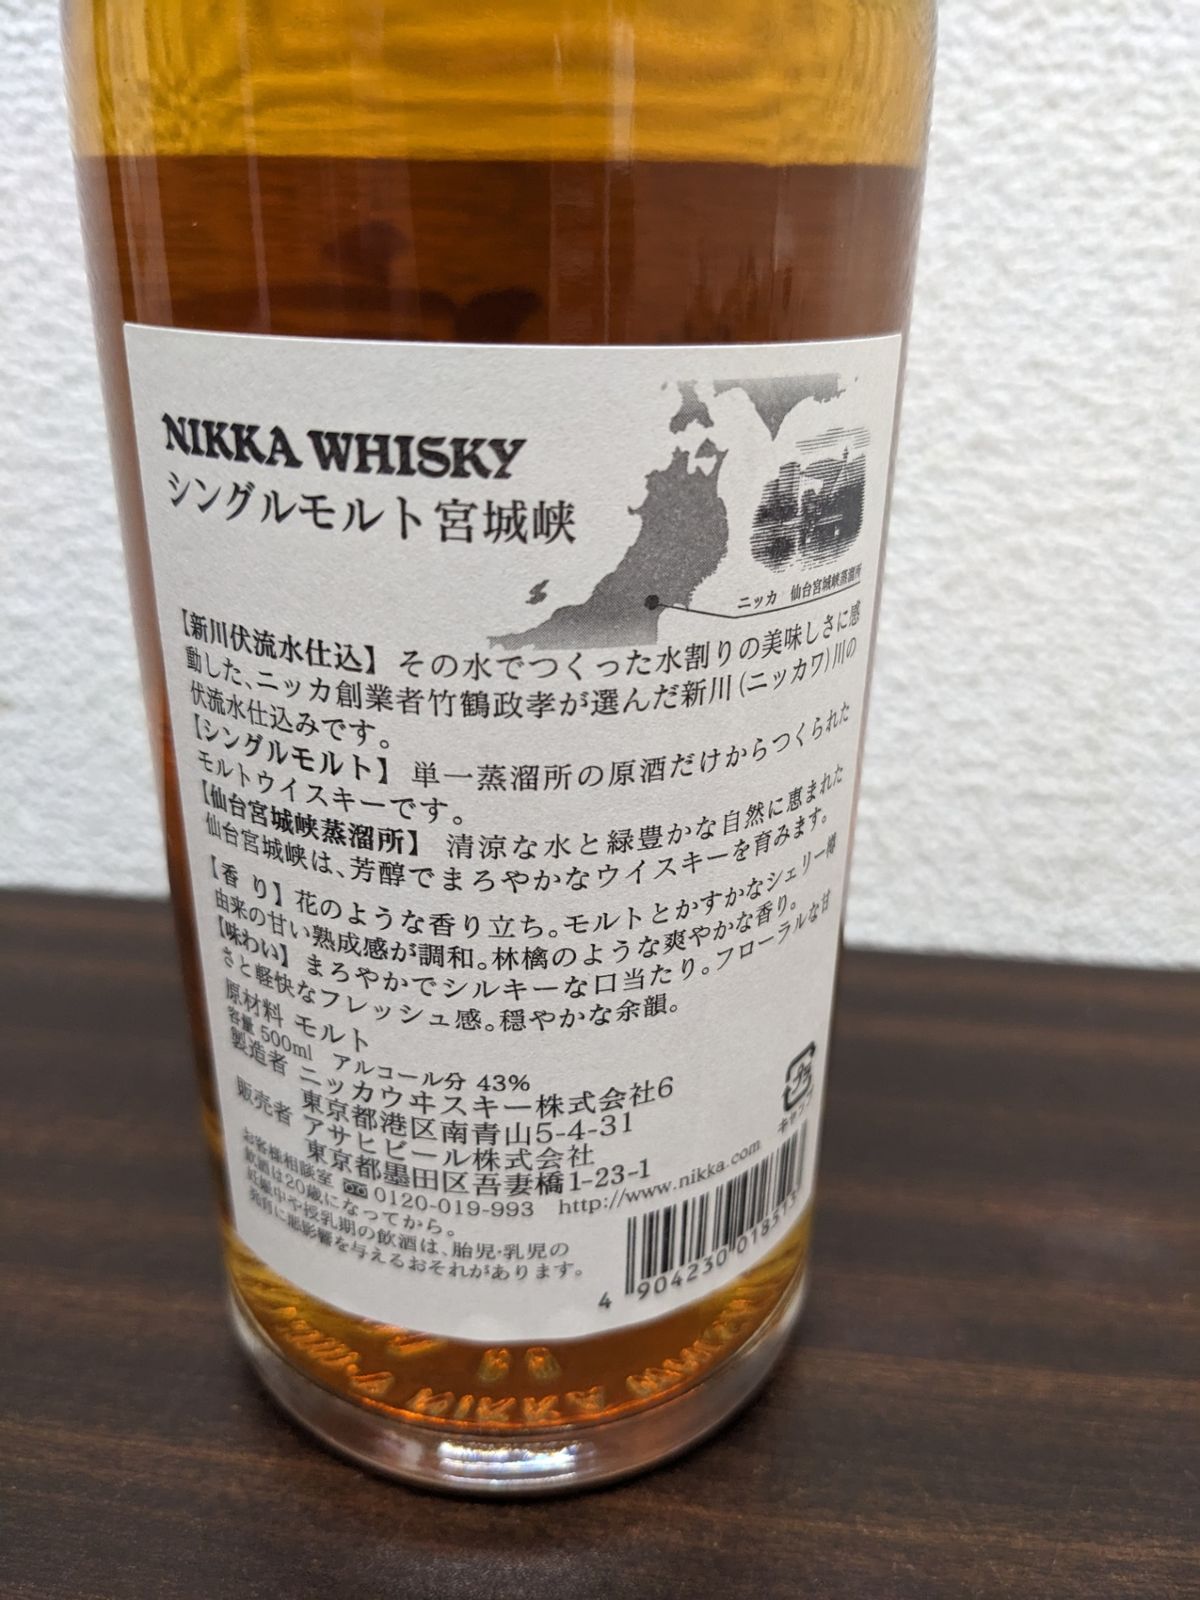 NIKKA WHISKY
シングルモルト宮城峡
ニッカ 仙台宮城峡蒸溜所
【新川伏流水仕込】 その水でつくった水割りの美味しさに感
動した、ニッカ創業者竹鶴政孝が選んだ新川(ニッカワ)川の
伏流水仕込みです。
【シングルモルト】 単一蒸溜所の原酒だけからつくられた
モルトウイスキーです。
【仙台宮城峡蒸溜所】 清涼な水と緑豊かな自然に恵まれた
仙台宮城峡は、芳醇でまろやかなウイスキーを育みます。
【香 り】 花のような香り立ち。モルトとかすかなシェリー樽
由来の甘い熟成感が調和。林檎のような爽やかな香り。
【味わい】 まろやかでシルキーな口当たり。フローラルな甘
さと軽快なフレッシュ感。穏やかな余韻。
原材料 モルト
容量 500ml アルコール分 43%
製造者 ニッカウヰスキー株式会社6
東京都港区南青山5-4-31
販売者 アサヒビール株式会社
東京都墨田区吾妻橋1-23-1
お客様相談室 0120-019-993 http://www.nikka.com
飲酒は20歳になってから。
妊娠中や授乳期の飲酒は、胎児・乳児の
発育に悪影響を与えるおそれがあります。
プラ
キャップ
4 904230 018513
NIKKA WHISKY